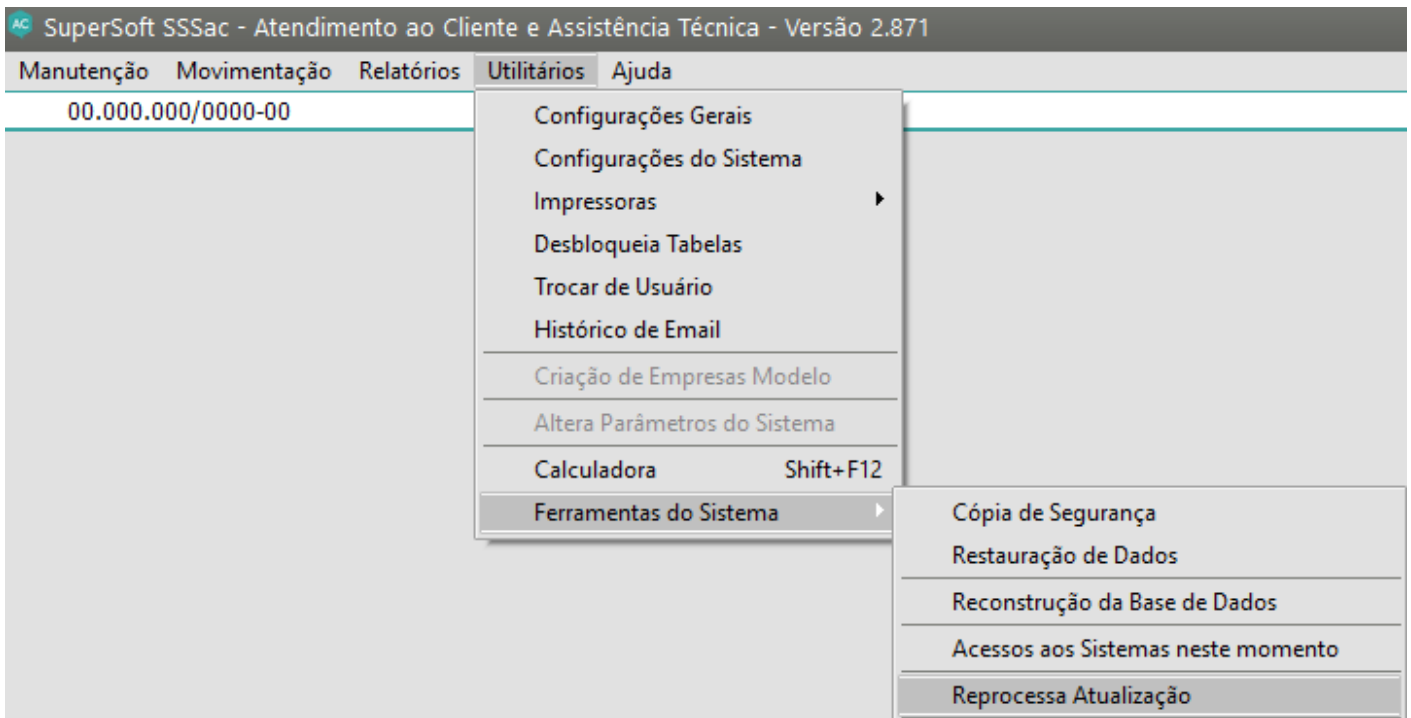 AC SuperSoft SSSac - Atendimento ao Cliente e Assistência Técnica - Versão 2.871
Manutenção Movimentação Relatórios Utilitários Ajuda
00.000.000/0000-00
Configurações Gerais
Configurações do Sistema
Impressoras
Desbloqueia Tabelas
Trocar de Usuário
Histórico de Email
Criação de Empresas Modelo
Altera Parâmetros do Sistema
Calculadora Shift+F12
Ferramentas do Sistema
Cópia de Segurança
Restauração de Dados
Reconstrução da Base de Dados
Acessos aos Sistemas neste momento
Reprocessa Atualização